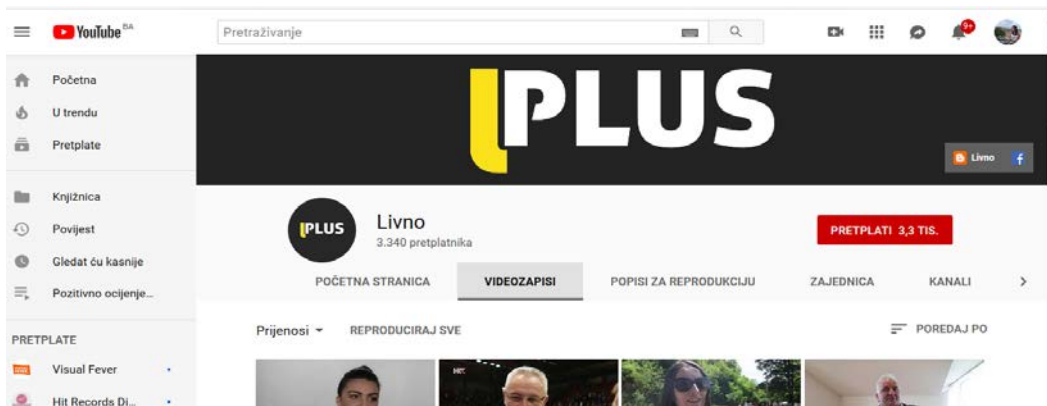 YouTube BA
Pretraživanje
9+
Početna
U trendu
Pretplate
Knjižnica
Povijest
Gledat ću kasnije
Pozitivno ocijenje...
PRETPLATE
Visual Fever
Hit Records Di...
PLUS
Livno
PLUS
Livno
3.340 pretplatnika
PRETPLATI 3,3 TIS.
POČETNA STRANICA VIDEOZAPISI POPISI ZA REPRODUKCIJU ZAJEDNICA KANALI
Prijenosi REPRODUCIRAJ SVE POREDAJ PO